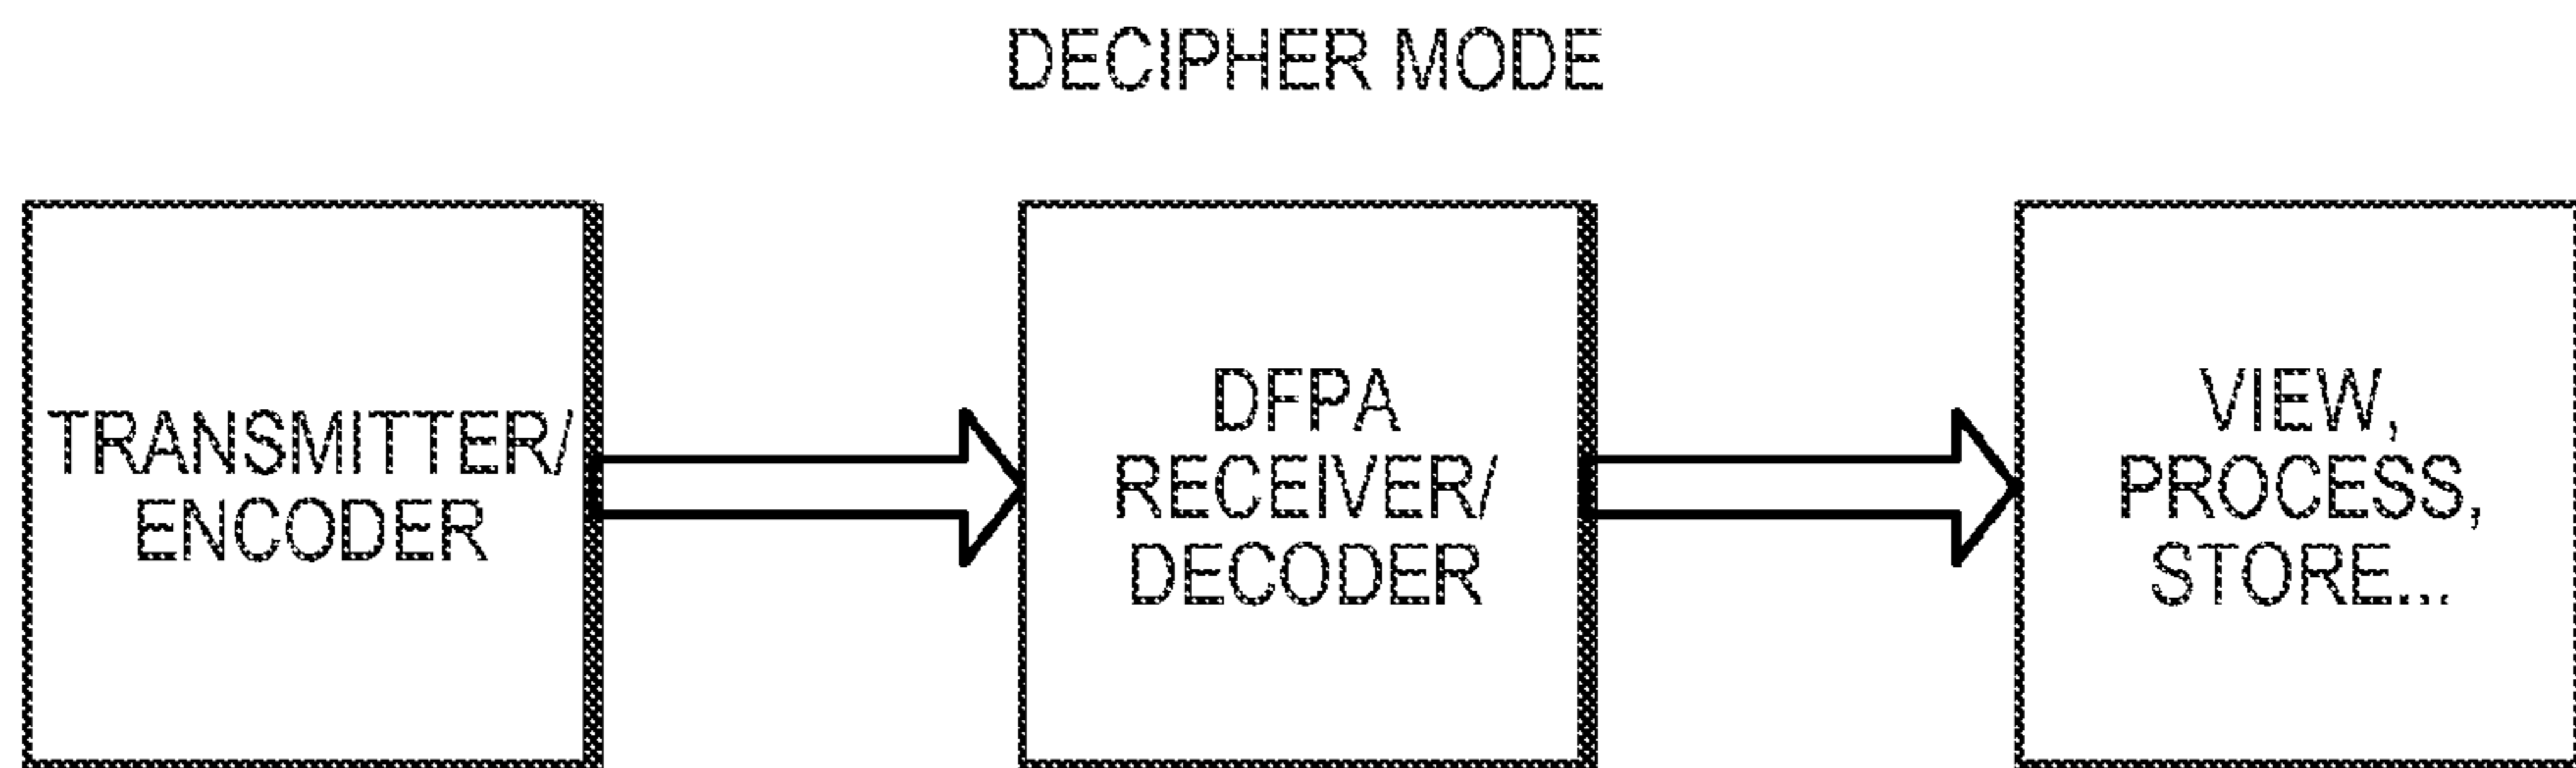 DECIPHER MODE
TRANSMITTER/
ENCODER
DFPA
RECEIVER/
DECODER
VIEW,
PROCESS,
STORE...